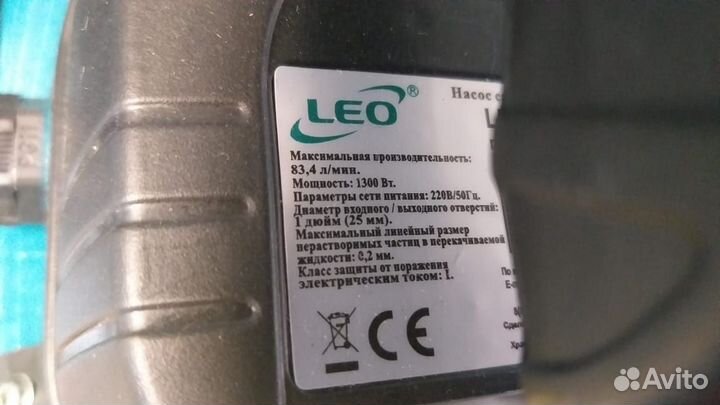 LEO®
Насос
Максимальная производительность:
83,4 л/мин.
Мощность: 1300 Вт.
Параметры сети питания: 220В/50Гц.
Диаметр входного / выходного отверстий:
1 дюйм (25 мм).
Максимальный линейный размер
нерастворимых частиц в перекачиваемой
жидкости: 0,2 мм.
Класс защиты от поражения
электрическим током: I.
CE
Avito